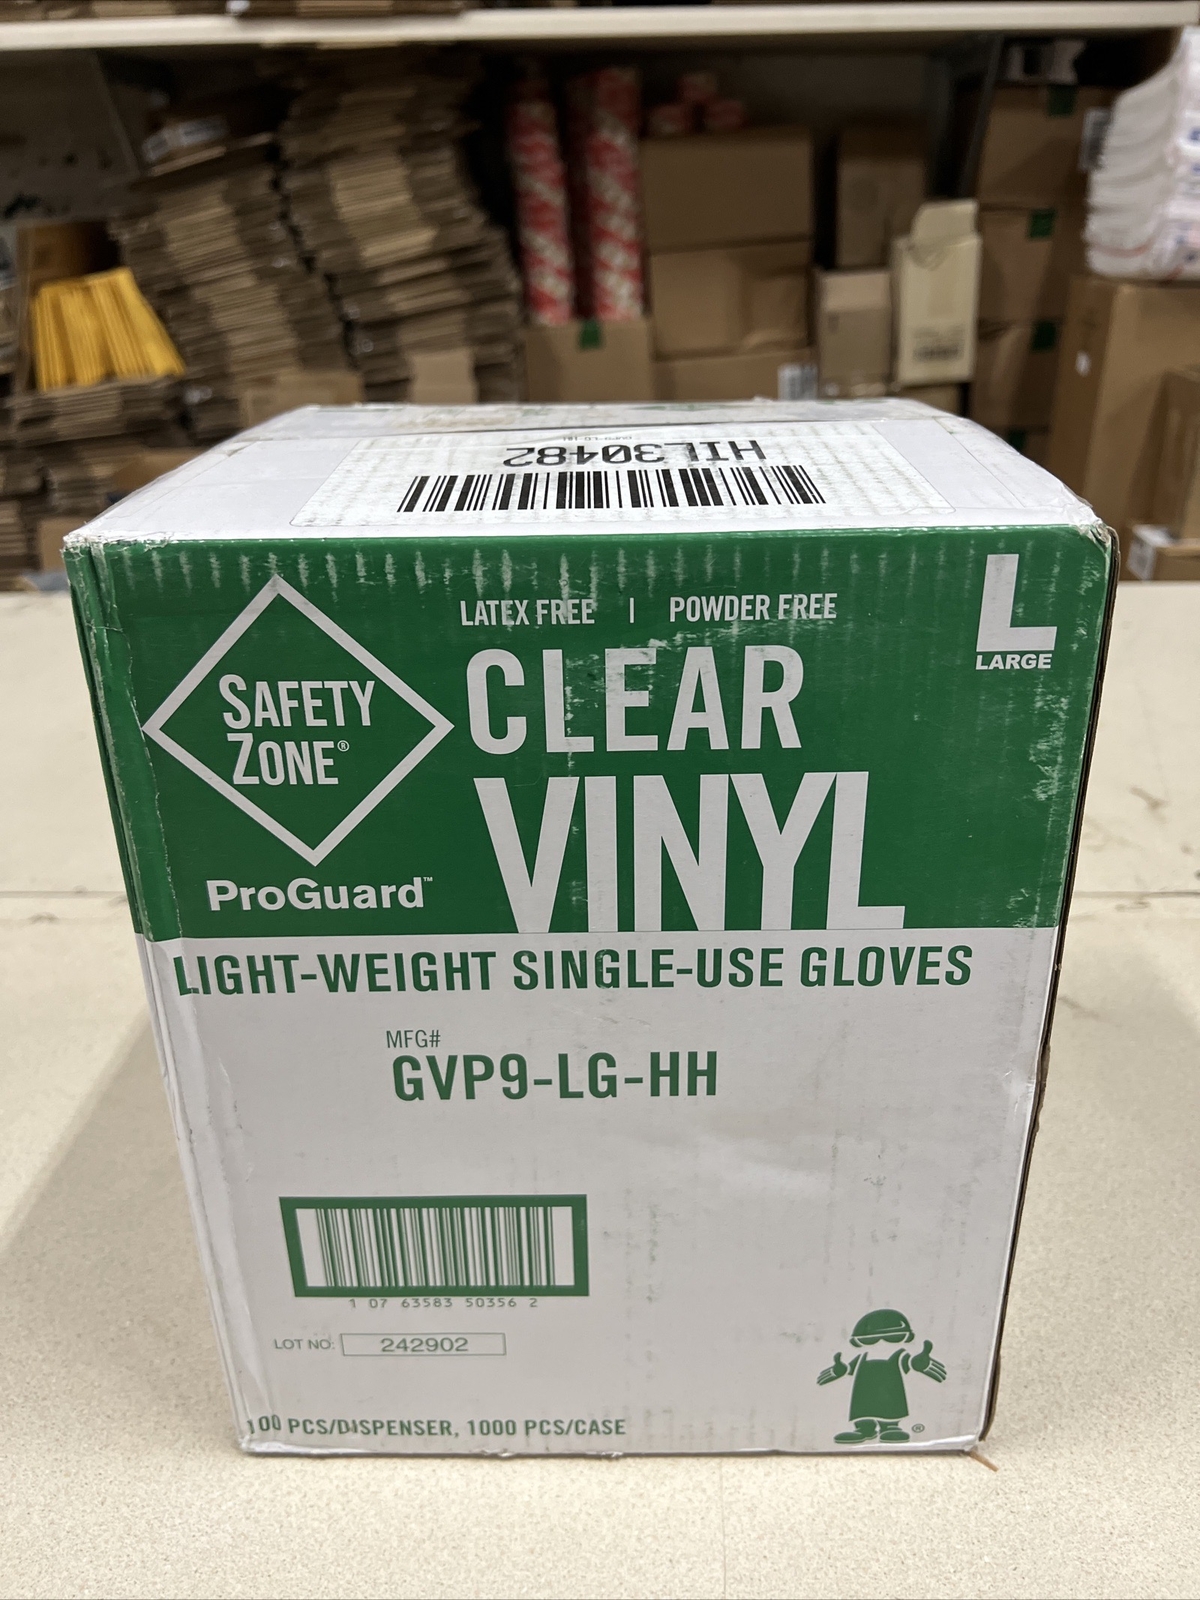 HIL30482
LATEX FREE | POWDER FREE
L
LARGE
SAFETY
ZONE®
CLEAR
VINYL
ProGuard™
LIGHT-WEIGHT SINGLE-USE GLOVES
MFG#
GVP9-LG-HH
1 07 63583 50356 2
LOT NO: 242902
100 PCS/DISPENSER, 1000 PCS/CASE
®